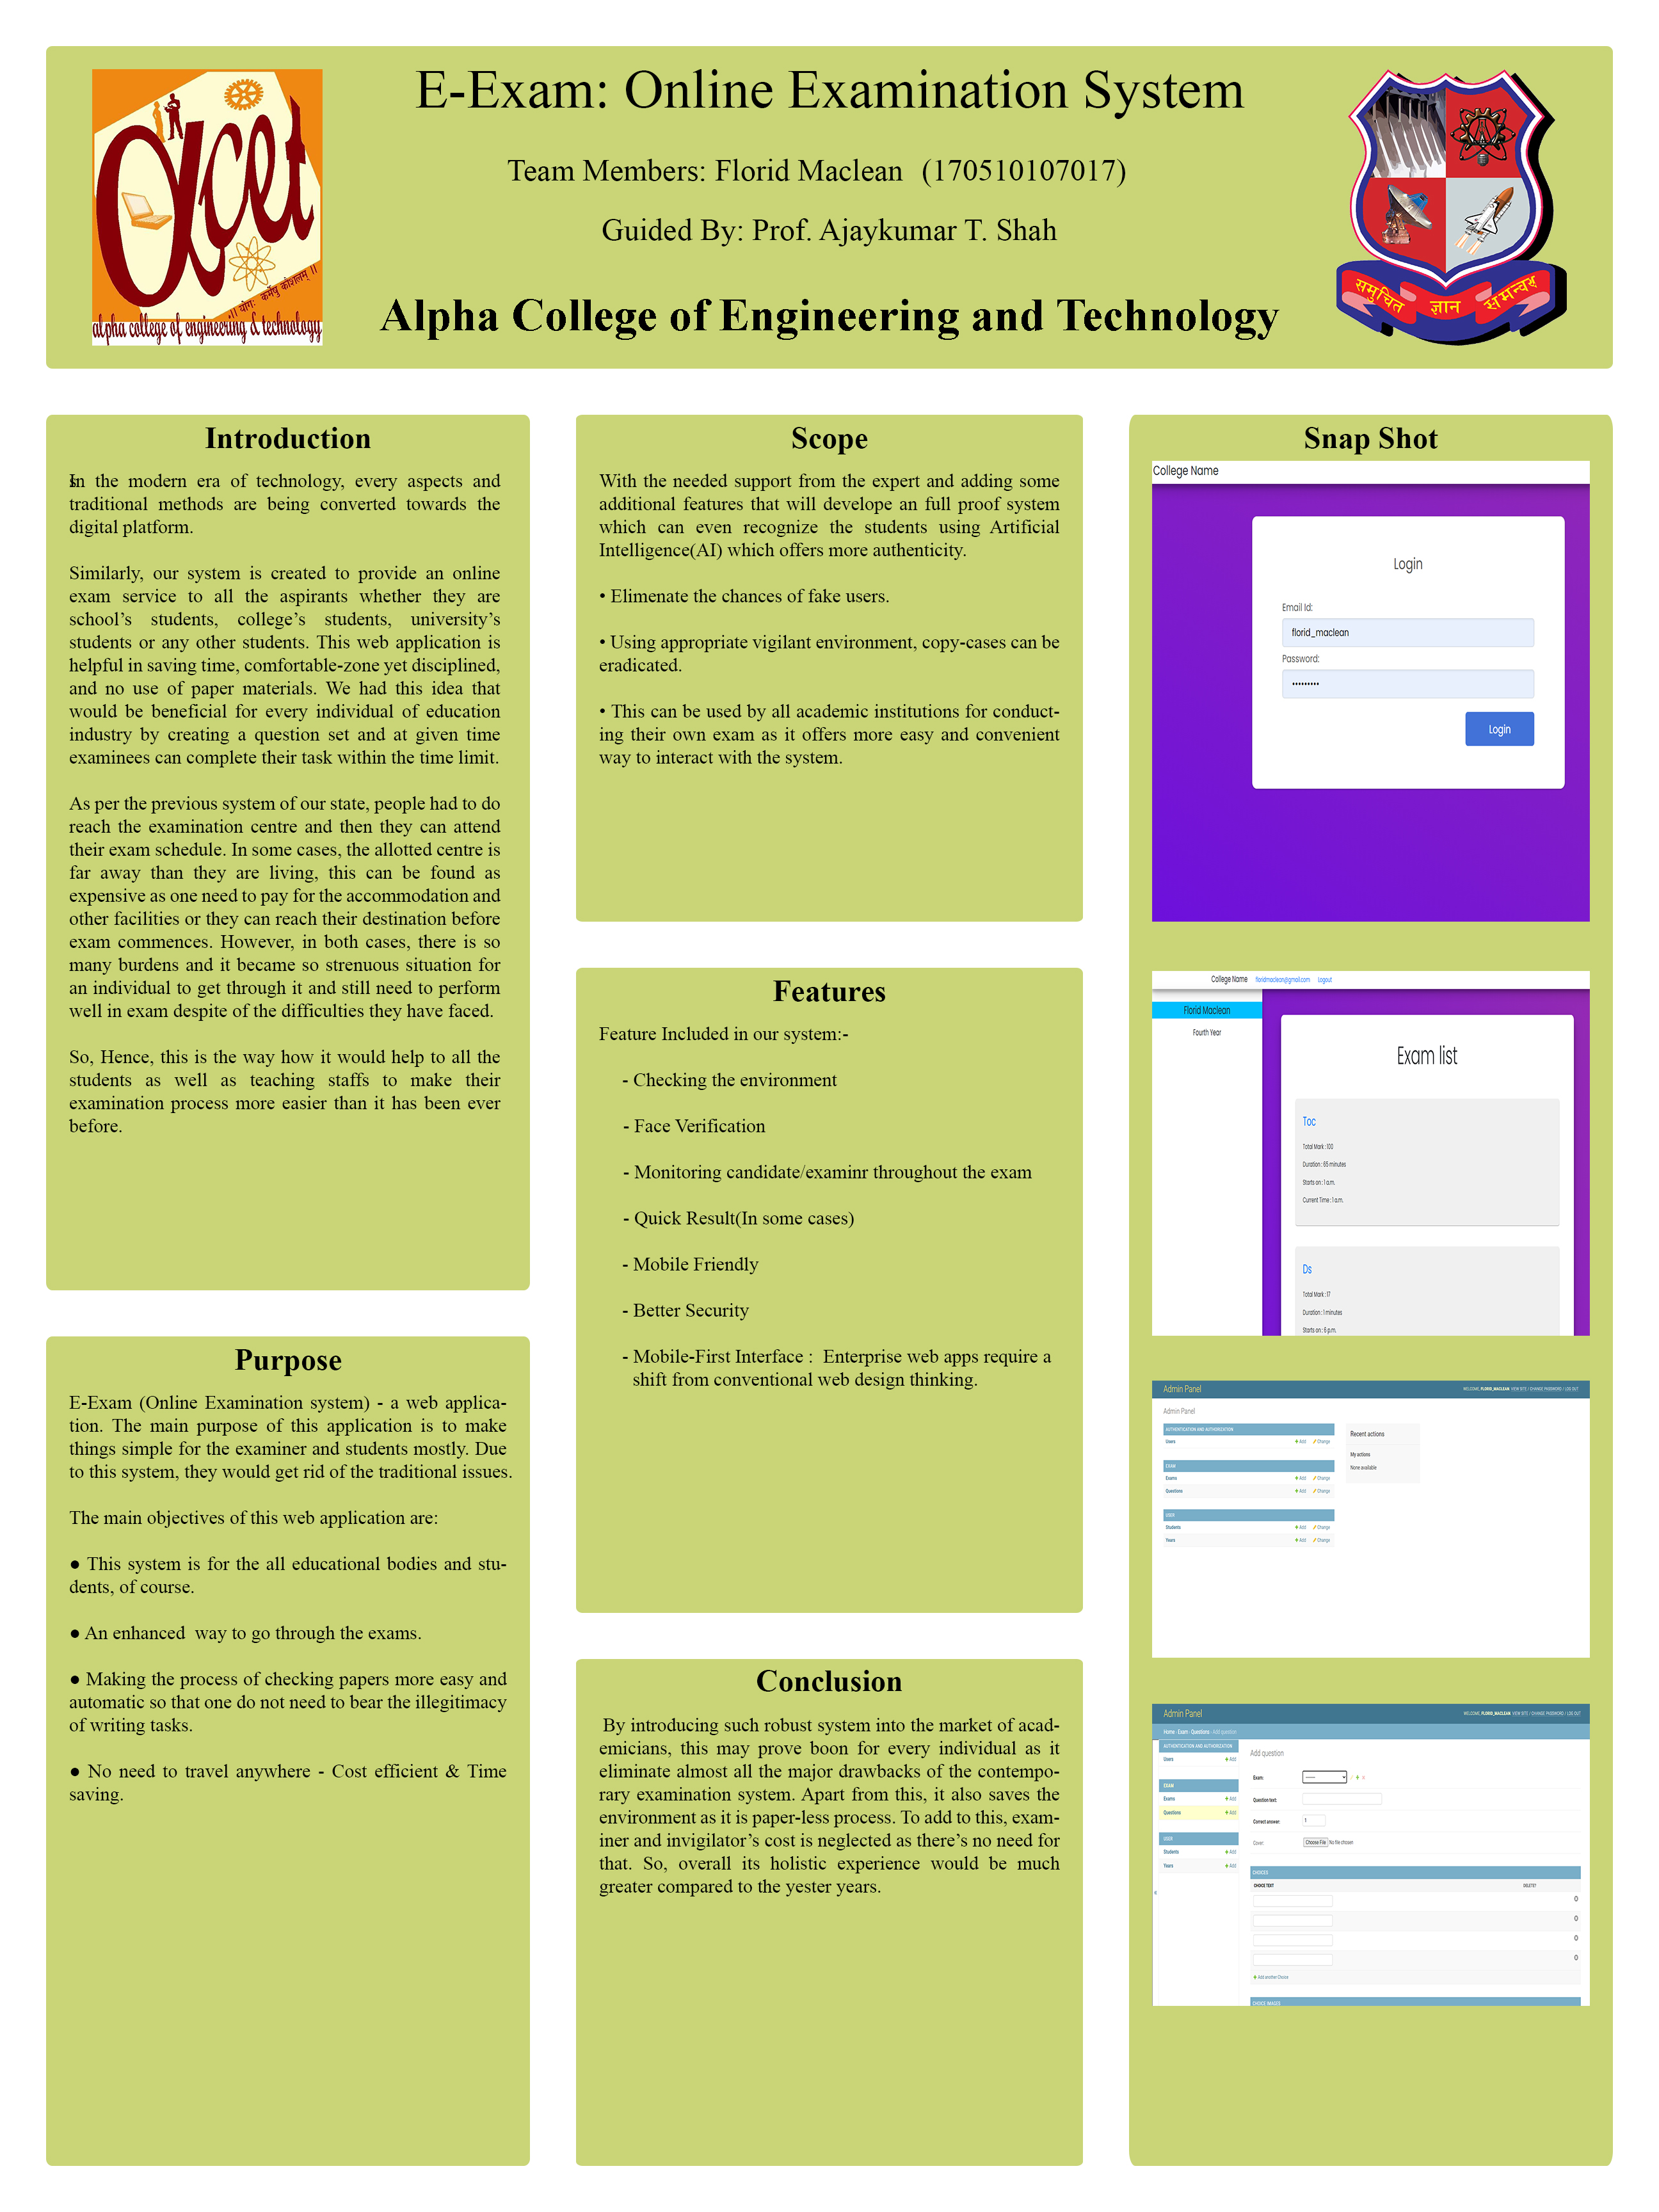 E-Exam: Online Examination System
Team Members: Florid Maclean (170510107017)
Guided By: Prof. Ajaykumar T. Shah
Alpha College of Engineering and Technology
αlcet
।। योगः कर्मसु कौशलम् ।।
alpha college of engineering & technology
समुचित ज्ञान समन्वय
Introduction
In the modern era of technology, every aspects and
traditional methods are being converted towards the
digital platform.
Similarly, our system is created to provide an online
exam service to all the aspirants whether they are
school’s students, college’s students, university’s
students or any other students. This web application is
helpful in saving time, comfortable-zone yet disciplined,
and no use of paper materials. We had this idea that
would be beneficial for every individual of education
industry by creating a question set and at given time
examinees can complete their task within the time limit.
As per the previous system of our state, people had to do
reach the examination centre and then they can attend
their exam schedule. In some cases, the allotted centre is
far away than they are living, this can be found as
expensive as one need to pay for the accommodation and
other facilities or they can reach their destination before
exam commences. However, in both cases, there is so
many burdens and it became so strenuous situation for
an individual to get through it and still need to perform
well in exam despite of the difficulties they have faced.
So, Hence, this is the way how it would help to all the
students as well as teaching staffs to make their
examination process more easier than it has been ever
before.
Purpose
E-Exam (Online Examination system) - a web applica-
tion. The main purpose of this application is to make
things simple for the examiner and students mostly. Due
to this system, they would get rid of the traditional issues.
The main objectives of this web application are:
● This system is for the all educational bodies and stu-
dents, of course.
● An enhanced way to go through the exams.
● Making the process of checking papers more easy and
automatic so that one do not need to bear the illegitimacy
of writing tasks.
● No need to travel anywhere - Cost efficient & Time
saving.
Scope
With the needed support from the expert and adding some
additional features that will develope an full proof system
which can even recognize the students using Artificial
Intelligence(AI) which offers more authenticity.
• Elimenate the chances of fake users.
• Using appropriate vigilant environment, copy-cases can be
eradicated.
• This can be used by all academic institutions for conduct-
ing their own exam as it offers more easy and convenient
way to interact with the system.
Features
Feature Included in our system:-
- Checking the environment
- Face Verification
- Monitoring candidate/examinr throughout the exam
- Quick Result(In some cases)
- Mobile Friendly
- Better Security
- Mobile-First Interface : Enterprise web apps require a
shift from conventional web design thinking.
Conclusion
By introducing such robust system into the market of acad-
emicians, this may prove boon for every individual as it
eliminate almost all the major drawbacks of the contempo-
rary examination system. Apart from this, it also saves the
environment as it is paper-less process. To add to this, exam-
iner and invigilator’s cost is neglected as there’s no need for
that. So, overall its holistic experience would be much
greater compared to the yester years.
Snap Shot
College Name
Login
Email Id:
florid_maclean
Password:
•••••••••
Login
College Name floridmaclean@gmail.com Logout
Florid Maclean
Fourth Year
Exam list
Toc
Total Mark : 100
Duration : 65 minutes
Starts on : 1 a.m.
Current Time : 1 a.m.
Ds
Total Mark : 17
Duration : 1 minutes
Starts on : 6 p.m.
Admin Panel
WELCOME, FLORID_MACLEAN. VIEW SITE / CHANGE PASSWORD / LOG OUT
Admin Panel
AUTHENTICATION AND AUTHORIZATION
Users + Add Change
EXAM
Exams + Add Change
Questions + Add Change
USER
Students + Add Change
Years + Add Change
Recent actions
My actions
None available
Admin Panel
WELCOME, FLORID_MACLEAN. VIEW SITE / CHANGE PASSWORD / LOG OUT
Home › Exam › Questions › Add question
AUTHENTICATION AND AUTHORIZATION
Users + Add
EXAM
Exams + Add
Questions + Add
USER
Students + Add
Years + Add
«
Add question
Exam: ---------
Question text:
Correct answer: 1
Cover: Choose File No file chosen
CHOICES
CHOICE TEXT DELETE?
+ Add another Choice
CHOICE IMAGES